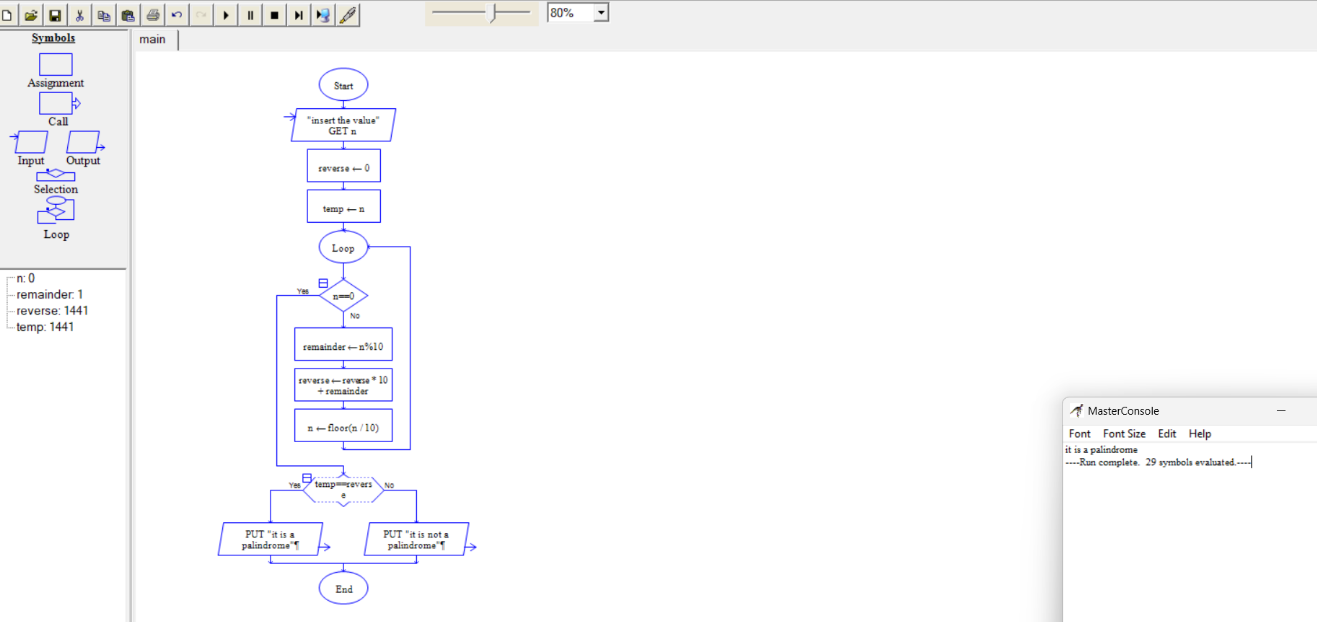 80%
Symbols
main
Assignment
Call
Input Output
Selection
Loop
n: 0
remainder: 1
reverse: 1441
temp: 1441
Start
"insert the value"
GET n
reverse ← 0
temp ← n
Loop
Yes
n==0
No
remainder ← n%10
reverse ← reverse * 10
+ remainder
n ← floor(n / 10)
Yes
temp==revers
e
No
PUT "it is a
palindrome"¶
PUT "it is not a
palindrome"¶
End
MasterConsole
Font Font Size Edit Help
it is a palindrome
----Run complete. 29 symbols evaluated.----